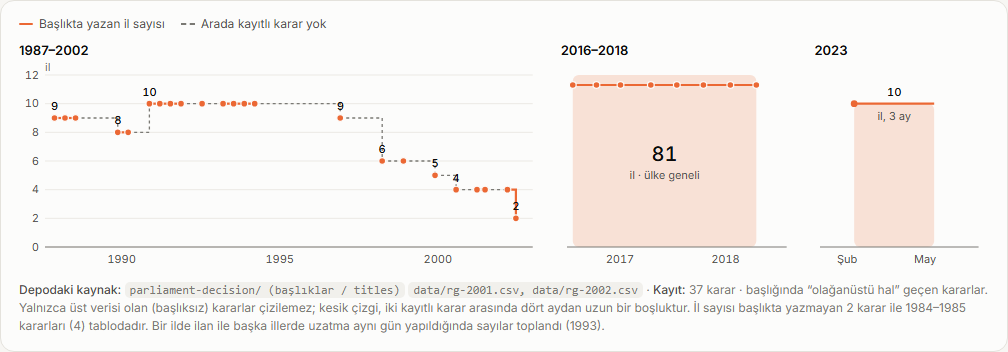 Başlıkta yazan il sayısı
Arada kayıtlı karar yok
1987–2002
2016–2018
2023
il
12
10
8
6
4
2
0
9
8
10
9
6
5
4
2
1990
1995
2000
81
il · ülke geneli
2017
2018
10
il, 3 ay
Şub
May
Depodaki kaynak: parliament-decision/ (başlıklar / titles) data/rg-2001.csv, data/rg-2002.csv · Kayıt: 37 karar · başlığında “olağanüstü hal” geçen kararlar.
Yalnızca üst verisi olan (başlıksız) kararlar çizilemez; kesik çizgi, iki kayıtlı karar arasında dört aydan uzun bir boşluktur. İl sayısı başlıkta yazmayan 2 karar ile 1984–1985
kararları (4) tablodadır. Bir ilde ilan ile başka illerde uzatma aynı gün yapıldığında sayılar toplandı (1993).